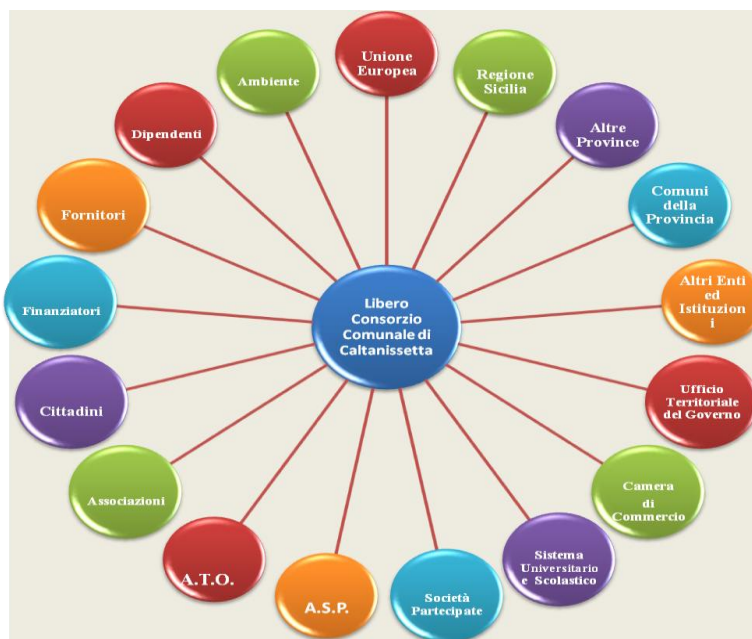 Unione
Europea
Regione
Sicilia
Altre
Province
Comuni
della
Provincia
Altri Enti
ed
Istituzion
i
Ufficio
Territoriale
del Governo
Camera
di
Commercio
Sistema
Universitario
e Scolastico
Società
Partecipate
A.S.P.
A.T.O.
Associazioni
Cittadini
Finanziatori
Fornitori
Dipendenti
Ambiente
Libero
Consorzio
Comunale di
Caltanissetta